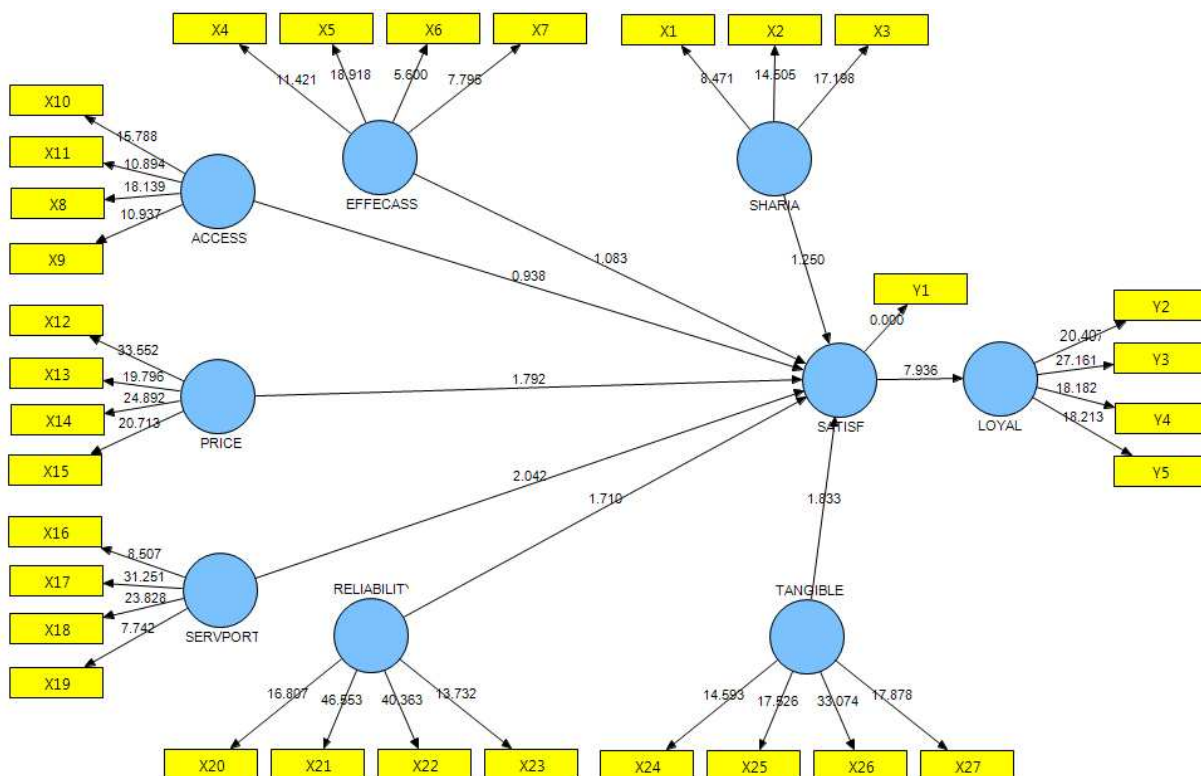 X4
X5
X6
X7
X1
X2
X3
11.421
18.918
5.600
7.795
8.471
14.505
17.198
X10
X11
X8
X9
15.788
10.894
18.139
10.937
ACCESS
EFFECASS
SHARIA
1.083
0.938
1.250
Y1
0.000
X12
X13
X14
X15
33.552
19.796
24.892
20.713
PRICE
1.792
SATISF
7.936
LOYAL
Y2
Y3
Y4
Y5
20.407
27.161
18.182
18.213
2.042
1.710
1.833
X16
X17
X18
X19
8.507
31.251
23.828
7.742
SERVPORT
RELIABILITY
TANGIBLE
16.807
46.553
40.363
13.732
14.593
17.526
33.074
17.878
X20
X21
X22
X23
X24
X25
X26
X27